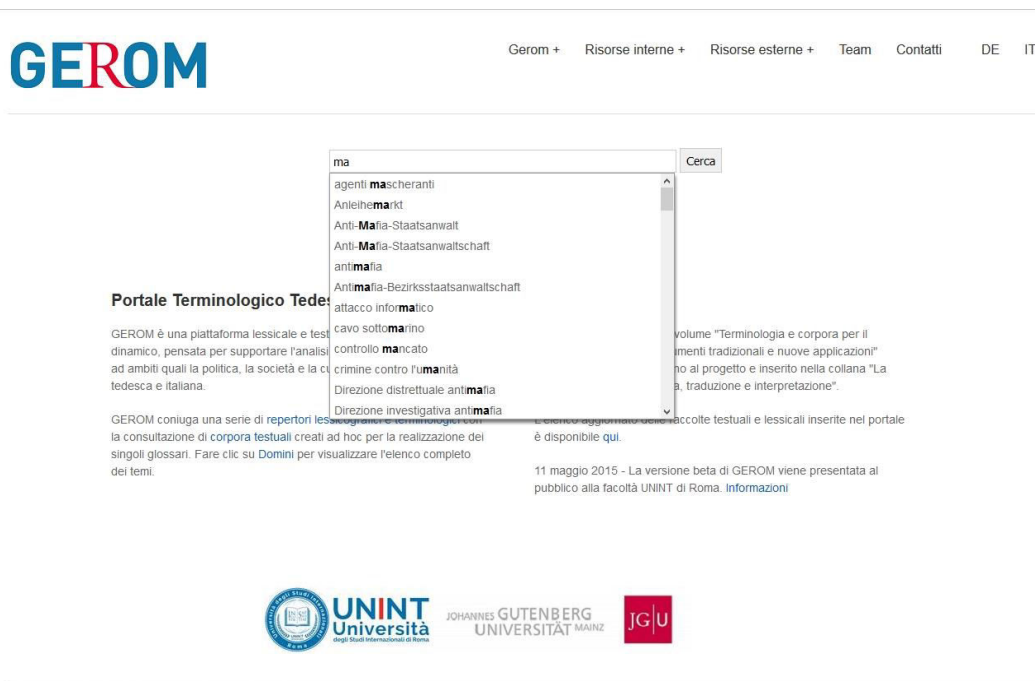 GEROM
Gerom + Risorse interne + Risorse esterne + Team Contatti DE IT
ma Cerca
agenti mascheranti
Anleihemarkt
Anti-Mafia-Staatsanwalt
Anti-Mafia-Staatsanwaltschaft
antimafia
Antimafia-Bezirksstaatsanwaltschaft
attacco informatico
cavo sottomarino
controllo mancato
crimine contro l'umanità
Direzione distrettuale antimafia
Direzione investigativa antimafia
Portale Terminologico
GEROM è una piattaforma lessicale e
dinamico, pensata per supportare l'analisi
ad ambiti quali la politica, la società e la
tedesca e italiana.
GEROM coniuga una serie di repertori lessicografici e terminologici con
la consultazione di corpora testuali creati ad hoc per la realizzazione dei
singoli glossari. Fare clic su Domini per visualizzare l'elenco completo
dei temi.
volume "Terminologia e corpora per il
tradizionali e nuove applicazioni"
al progetto e inserito nella collana "La
traduzione e interpretazione".
L'elenco aggiornato delle raccolte testuali e lessicali inserite nel portale
è disponibile qui.
11 maggio 2015 - La versione beta di GEROM viene presentata al
pubblico alla facoltà UNINT di Roma. Informazioni
UNINT
Università
degli Studi Internazionali di Roma
JOHANNES GUTENBERG
UNIVERSITÄT MAINZ
JG|U